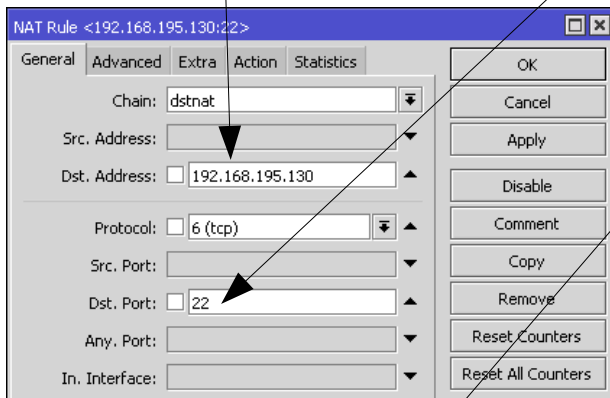 NAT Rule <192.168.195.130:22>
General Advanced Extra Action Statistics
Chain: dstnat
Src. Address:
Dst. Address: 192.168.195.130
Protocol: 6 (tcp)
Src. Port:
Dst. Port: 22
Any. Port:
In. Interface:
OK
Cancel
Apply
Disable
Comment
Copy
Remove
Reset Counters
Reset All Counters